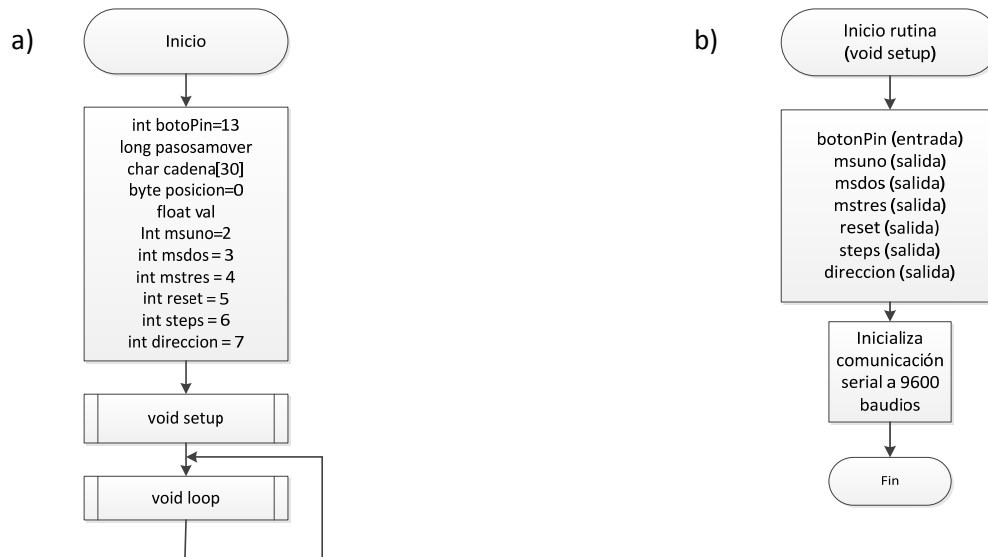 a)
Inicio
int botoPin=13
long pasosamover
char cadena[30]
byte posicion=0
float val
Int msuno=2
int msdos = 3
int mstres = 4
int reset = 5
int steps = 6
int direccion = 7
void setup
void loop
b)
Inicio rutina
(void setup)
botonPin (entrada)
msuno (salida)
msdos (salida)
mstres (salida)
reset (salida)
steps (salida)
direccion (salida)
Inicializa
comunicación
serial a 9600
baudios
Fin